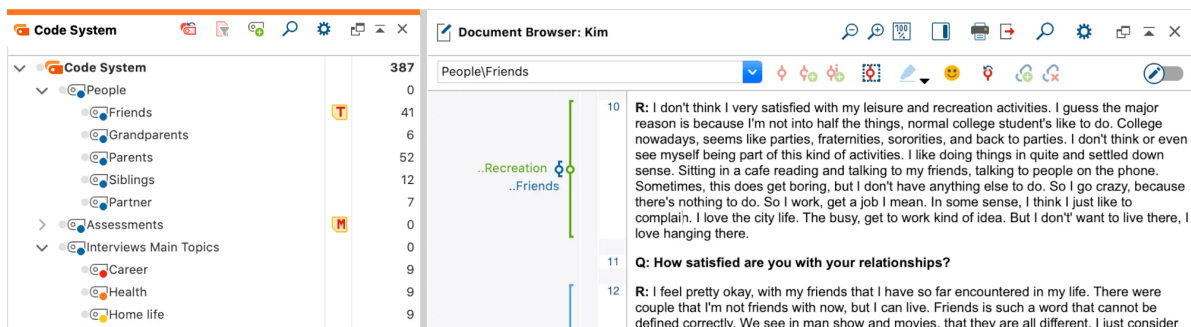 Code System
Code System 387
People 0
Friends T 41
Grandparents 6
Parents 52
Siblings 12
Partner 7
Assessments M 0
Interviews Main Topics 0
Career 9
Health 9
Home life 9
Document Browser: Kim
100
%
People\Friends
..Recreation
..Friends
10 R: I don't think I very satisfied with my leisure and recreation activities. I guess the major
reason is because I'm not into half the things, normal college student's like to do. College
nowadays, seems like parties, fraternities, sororities, and back to parties. I don't think or even
see myself being part of this kind of activities. I like doing things in quite and settled down
sense. Sitting in a cafe reading and talking to my friends, talking to people on the phone.
Sometimes, this does get boring, but I don't have anything else to do. So I go crazy, because
there's nothing to do. So I work, get a job I mean. In some sense, I think I just like to
complain. I love the city life. The busy, get to work kind of idea. But I don't' want to live there, I
love hanging there.
11 Q: How satisfied are you with your relationships?
12 R: I feel pretty okay, with my friends that I have so far encountered in my life. There were
couple that I'm not friends with now, but I can live. Friends is such a word that cannot be
defined correctly. We see in man show and movies, that they are all different. I just consider